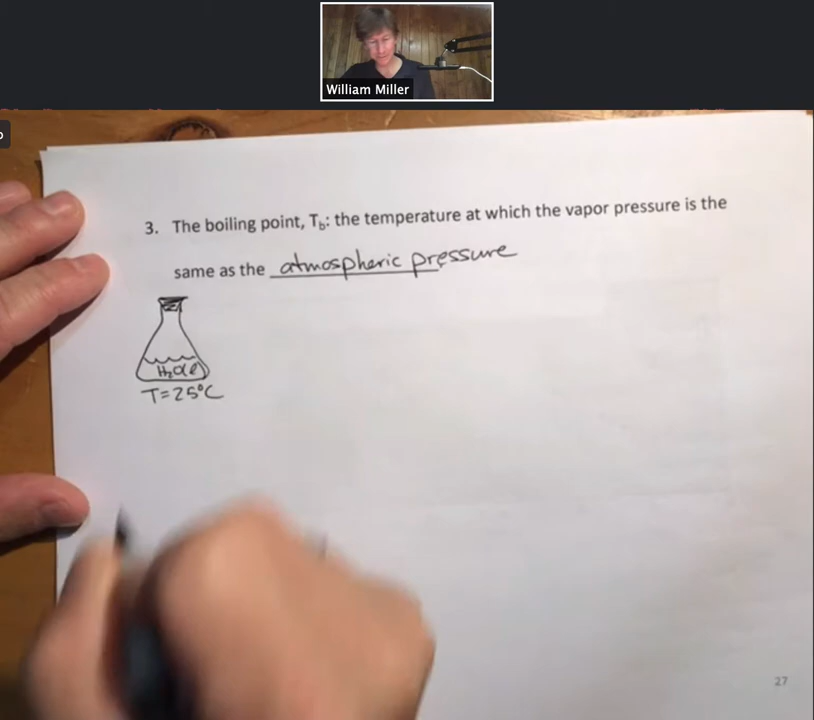 William Miller
3. The boiling point, Tb: the temperature at which the vapor pressure is the
same as the atmospheric pressure
H2O(l)
T=25°C
27